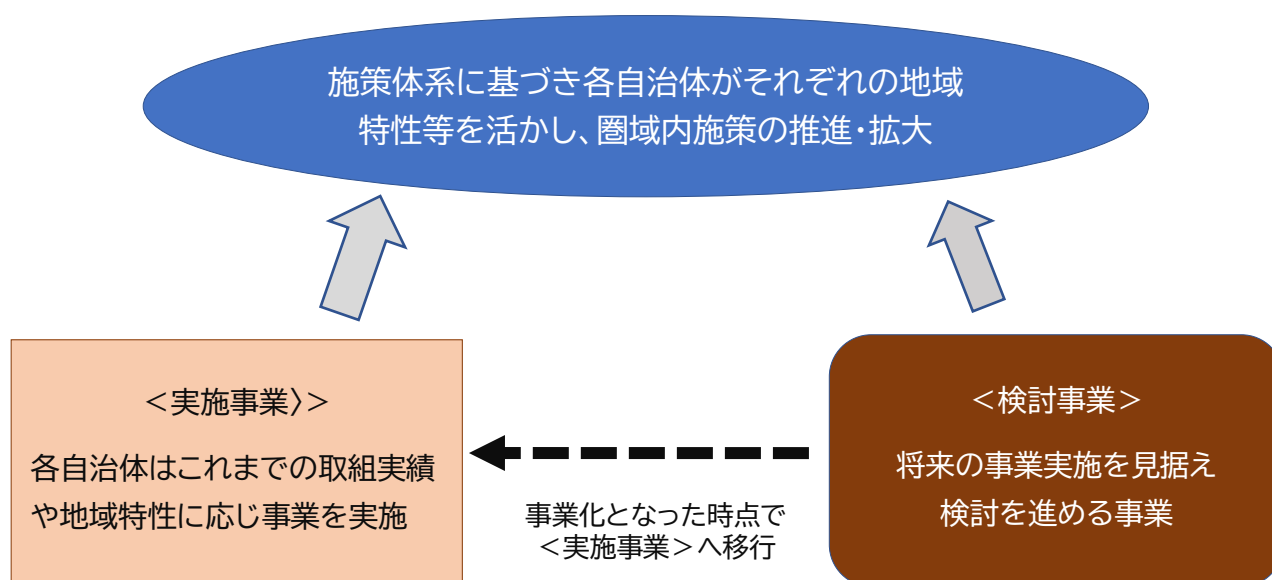 施策体系に基づき各自治体がそれぞれの地域
特性等を活かし、圏域内施策の推進・拡大
＜実施事業〉＞
各自治体はこれまでの取組実績
や地域特性に応じ事業を実施
事業化となった時点で
＜実施事業＞へ移行
＜検討事業＞
将来の事業実施を見据え
検討を進める事業